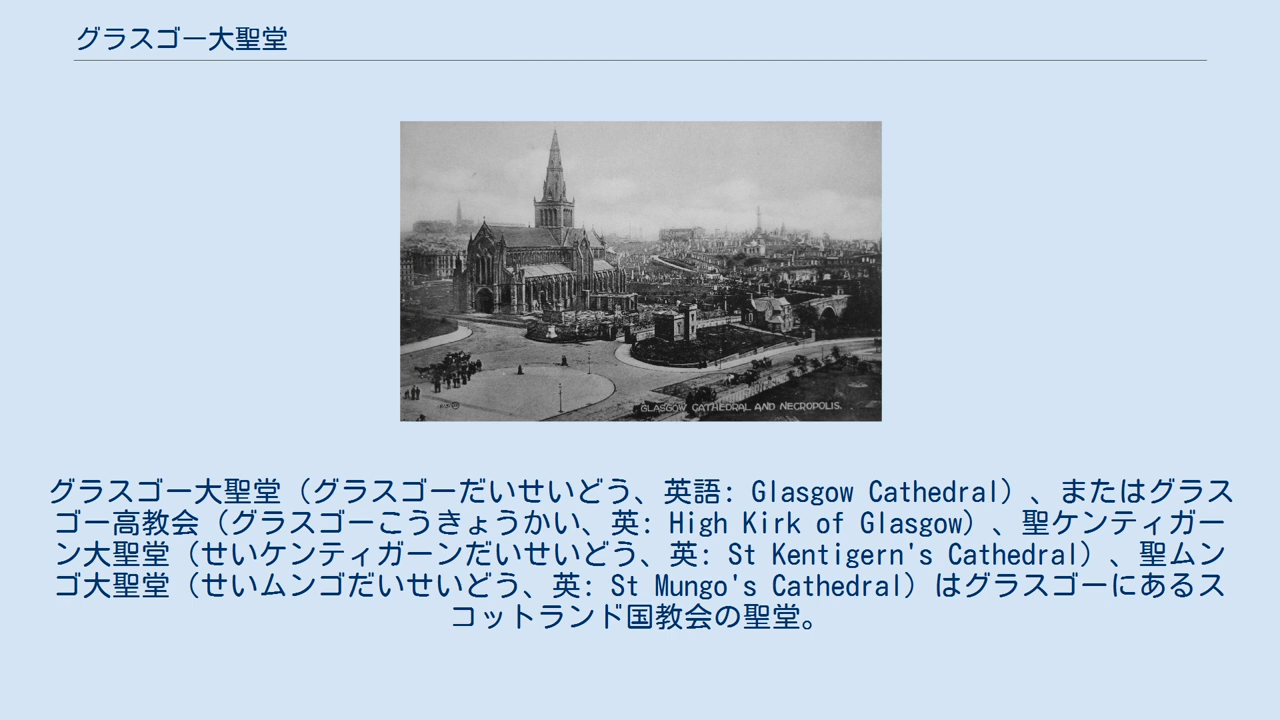 グラスゴー大聖堂
GLASGOW CATHEDRAL AND NECROPOLIS.
グラスゴー大聖堂（グラスゴーだいせいどう、英語: Glasgow Cathedral）、またはグラス
ゴー高教会（グラスゴーこうきょうかい、英: High Kirk of Glasgow）、聖ケンティガー
ン大聖堂（せいケンティガーンだいせいどう、英: St Kentigern's Cathedral）、聖ムン
ゴ大聖堂（せいムンゴだいせいどう、英: St Mungo's Cathedral）はグラスゴーにあるス
コットランド国教会の聖堂。